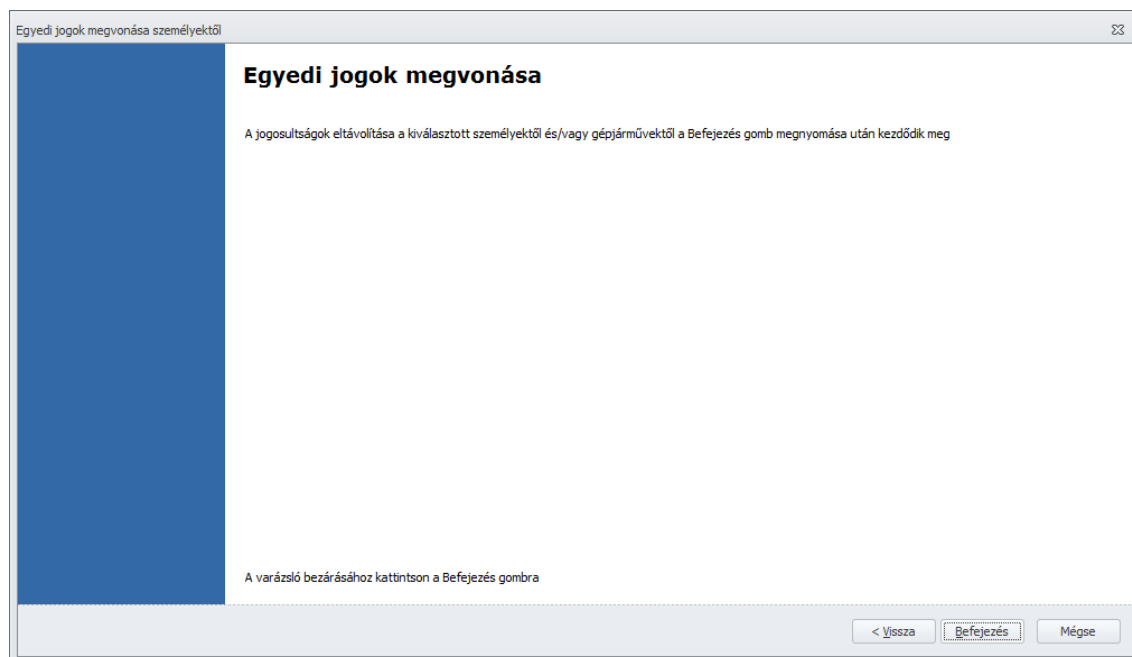 Egyedi jogok megvonása személyektől
Egyedi jogok megvonása
A jogosultságok eltávolítása a kiválasztott személyektől és/vagy gépjárművektől a Befejezés gomb megnyomása után kezdődik meg
A varázsló bezárásához kattintson a Befejezés gombra
< Vissza Befejezés Mégse